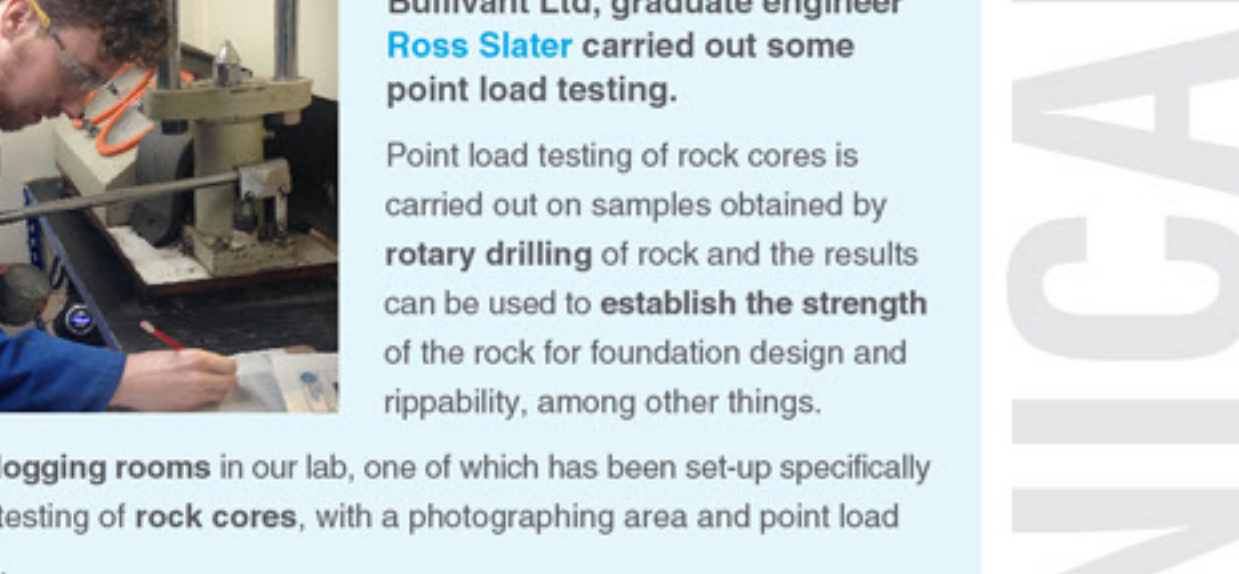 Bullivant Ltd, graduate engineer
Ross Slater carried out some
point load testing.
Point load testing of rock cores is
carried out on samples obtained by
rotary drilling of rock and the results
can be used to establish the strength
of the rock for foundation design and
rippability, among other things.
logging rooms in our lab, one of which has been set-up specifically
testing of rock cores, with a photographing area and point load
NICA